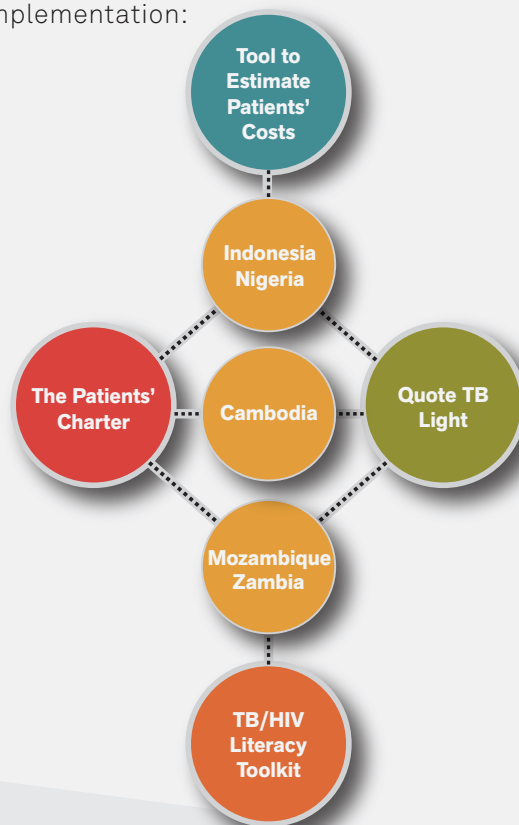 mplementation:
Tool to
Estimate
Patients'
Costs
Indonesia
Nigeria
The Patients'
Charter
Cambodia
Quote TB
Light
Mozambique
Zambia
TB/HIV
Literacy
Toolkit